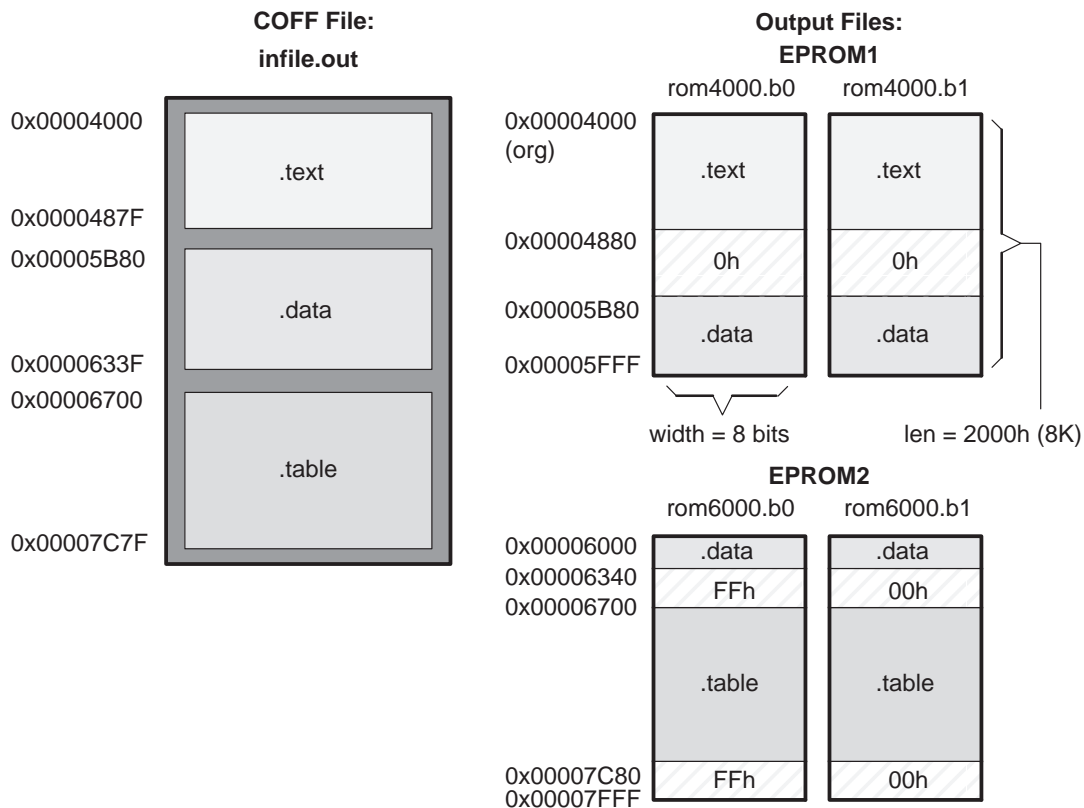 COFF File:
infile.out
0x00004000
.text
0x0000487F
0x00005B80
.data
0x0000633F
0x00006700
.table
0x00007C7F
Output Files:
EPROM1
rom4000.b0
rom4000.b1
0x00004000
(org)
.text
.text
0x00004880
0h
0h
0x00005B80
.data
.data
0x00005FFF
width = 8 bits
len = 2000h (8K)
EPROM2
rom6000.b0
rom6000.b1
0x00006000
.data
.data
0x00006340
FFh
00h
0x00006700
.table
.table
0x00007C80
FFh
00h
0x00007FFF